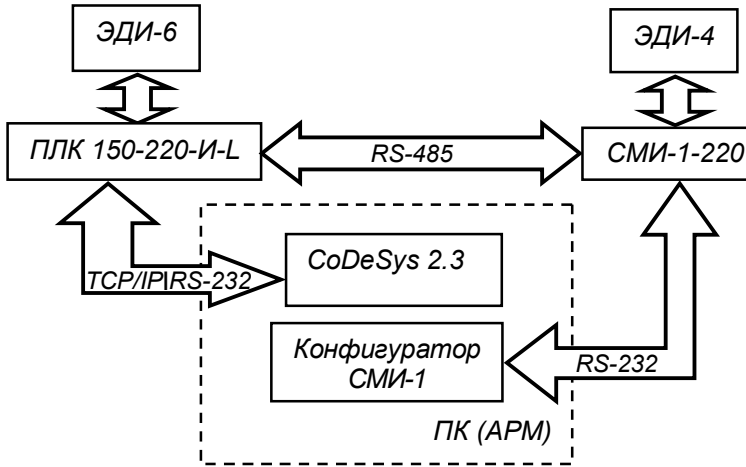 ЭДИ-6
ЭДИ-4
ПЛК 150-220-И-L
RS-485
СМИ-1-220
CoDeSys 2.3
TCP/IP|RS-232
Конфигуратор
СМИ-1
RS-232
ПК (АРМ)